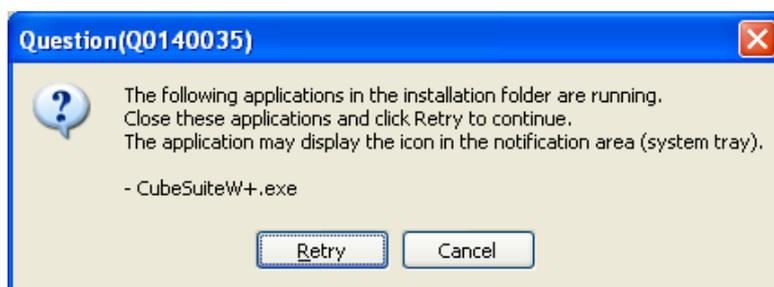 Question(Q0140035)
The following applications in the installation folder are running.
Close these applications and click Retry to continue.
The application may display the icon in the notification area (system tray).
- CubeSuiteW+.exe
Retry
Cancel